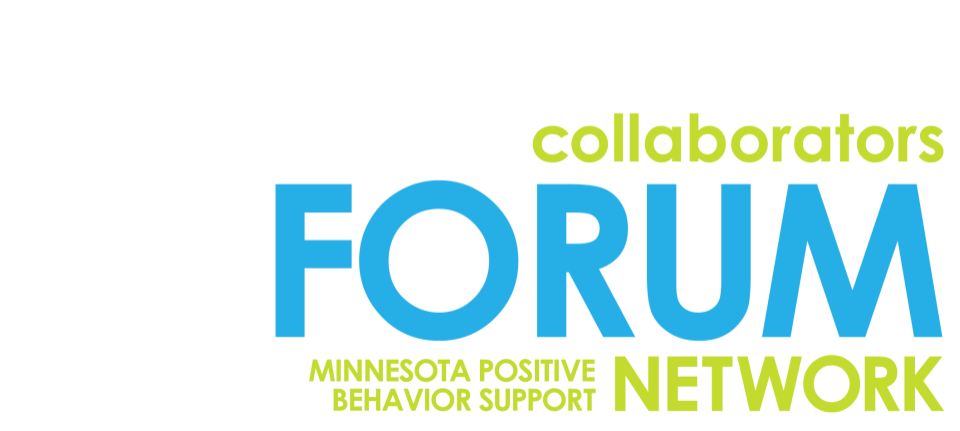 collaborators
FORUM
MINNESOTA POSITIVE
BEHAVIOR SUPPORT
NETWORK